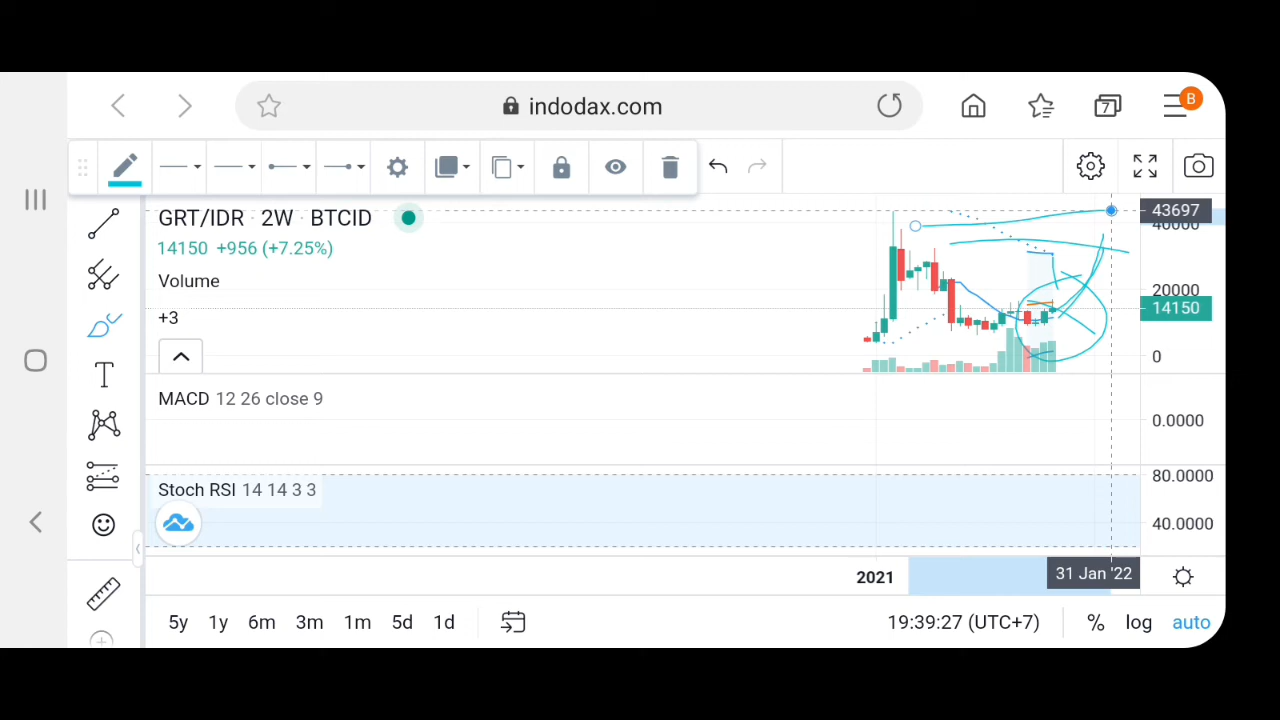 indodax.com
7
B
GRT/IDR · 2W · BTCID
14150 +956 (+7.25%)
Volume
+3
43697
40000
20000
14150
0
MACD 12 26 close 9
0.0000
Stoch RSI 14 14 3 3
80.0000
40.0000
T
2021
31 Jan '22
5y 1y 6m 3m 1m 5d 1d
19:39:27 (UTC+7)
% log auto